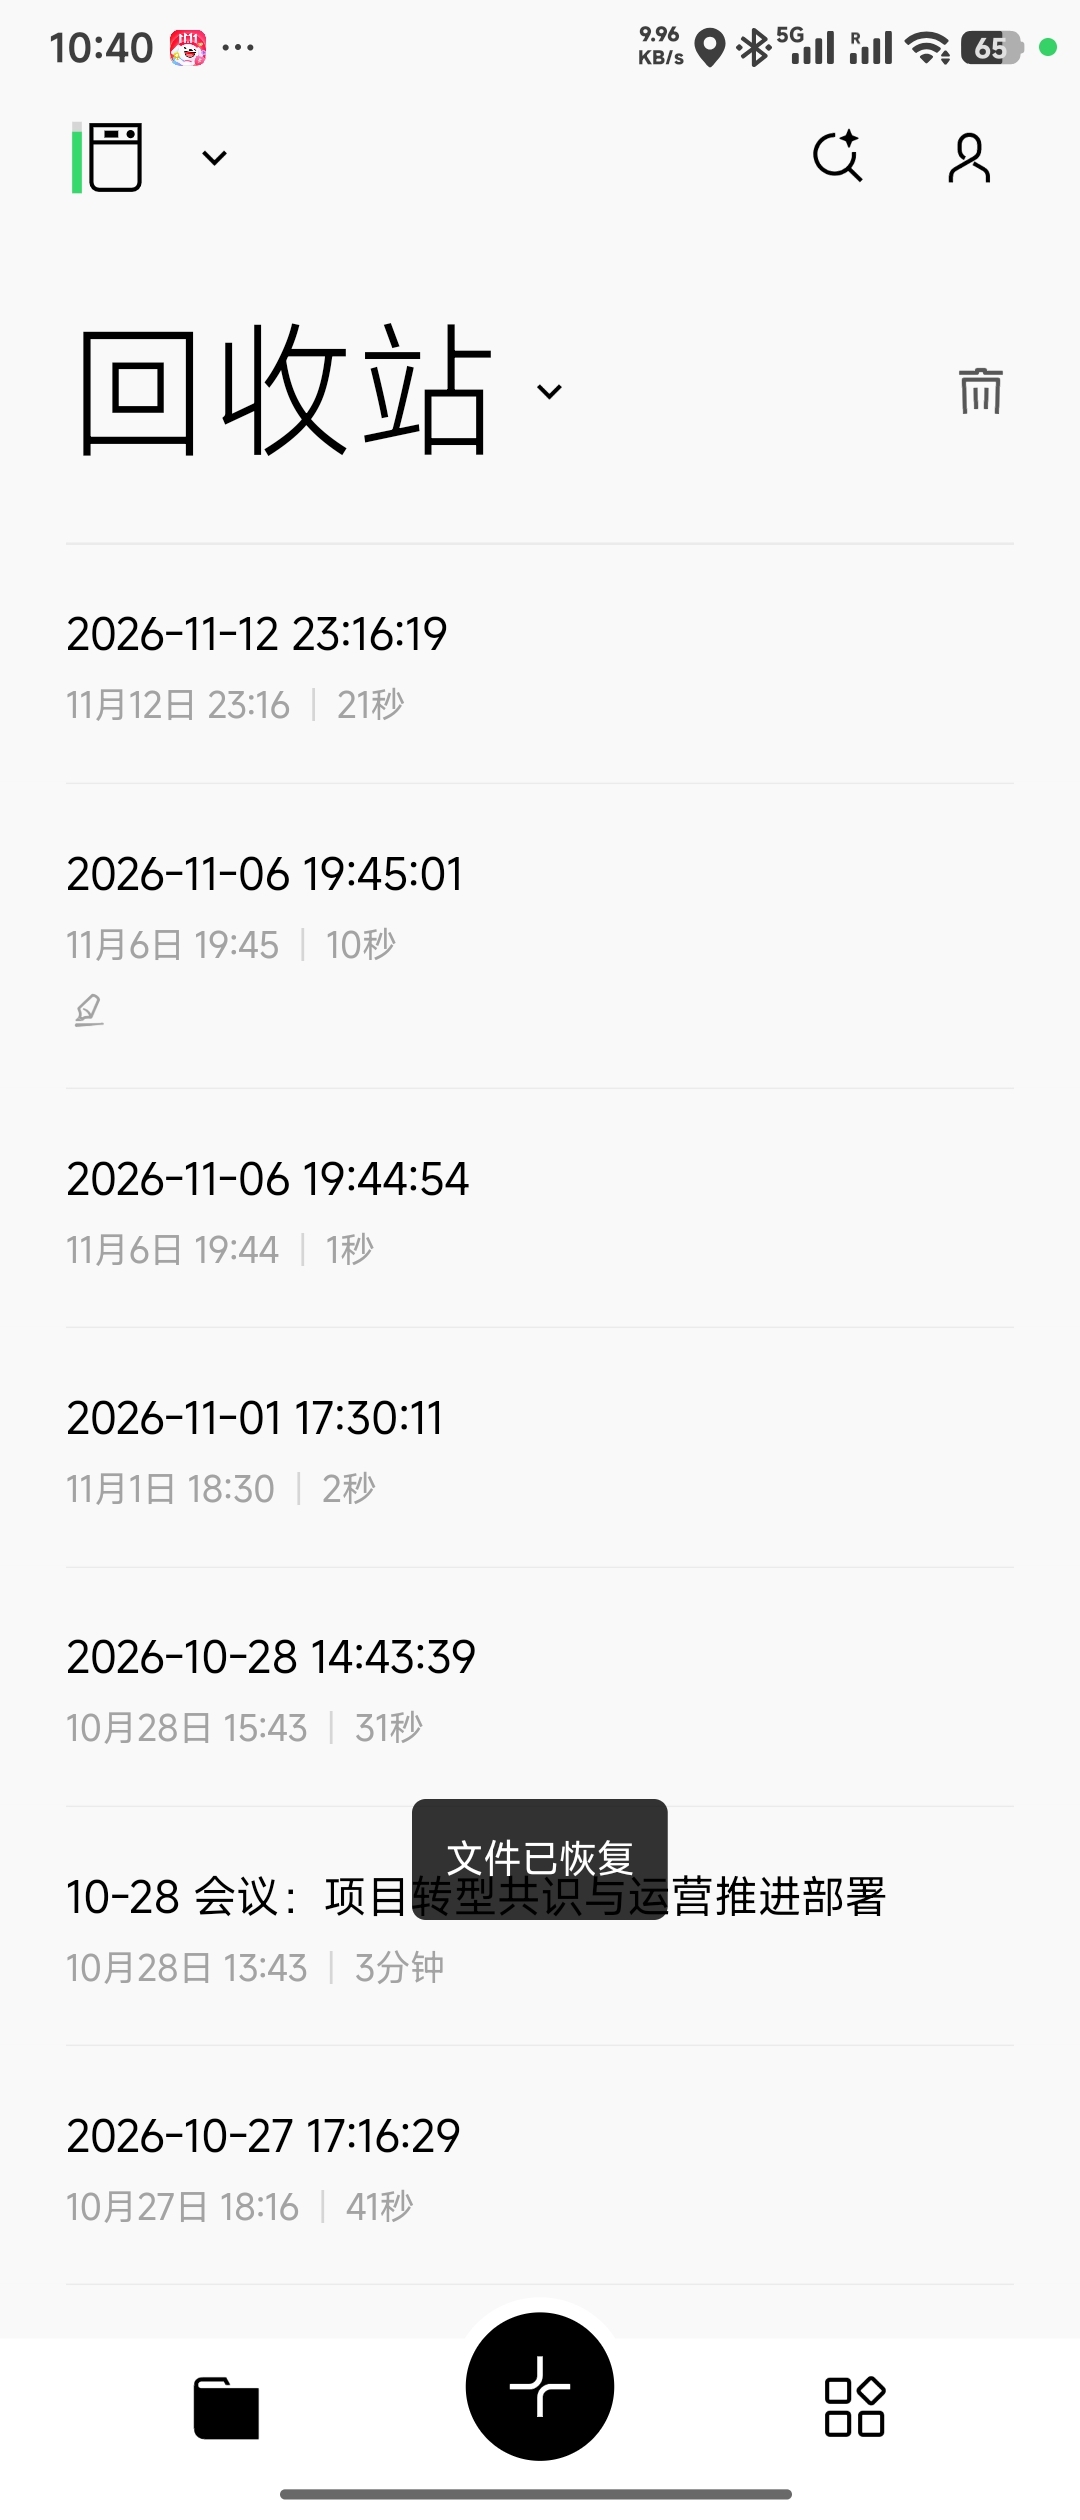 10:40
9.96
KB/s
5G
R
65
回收站
2026-11-12 23:16:19
11月12日 23:16 | 21秒
2026-11-06 19:45:01
11月6日 19:45 | 10秒
2026-11-06 19:44:54
11月6日 19:44 | 1秒
2026-11-01 17:30:11
11月1日 18:30 | 2秒
2026-10-28 14:43:39
10月28日 15:43 | 31秒
文件已恢复
10-28 会议：项目转型共识与运营推进部署
10月28日 13:43 | 3分钟
2026-10-27 17:16:29
10月27日 18:16 | 41秒